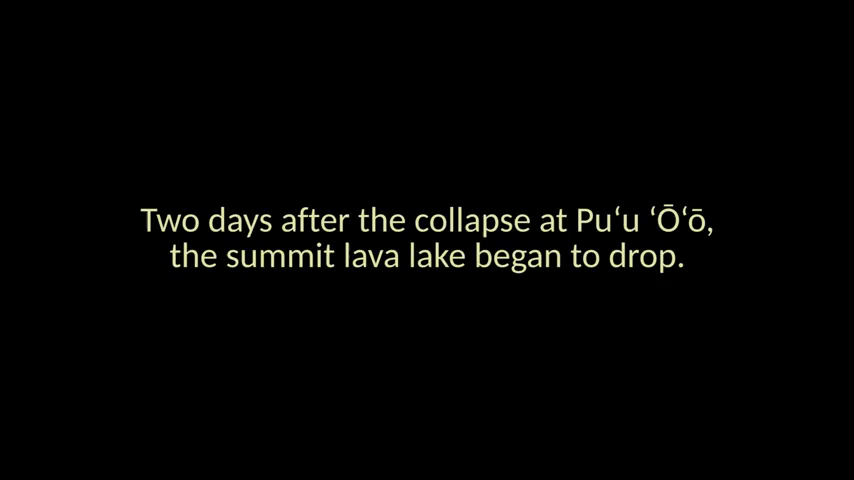 Two days after the collapse at Puʻu ʻŌʻō,
the summit lava lake began to drop.